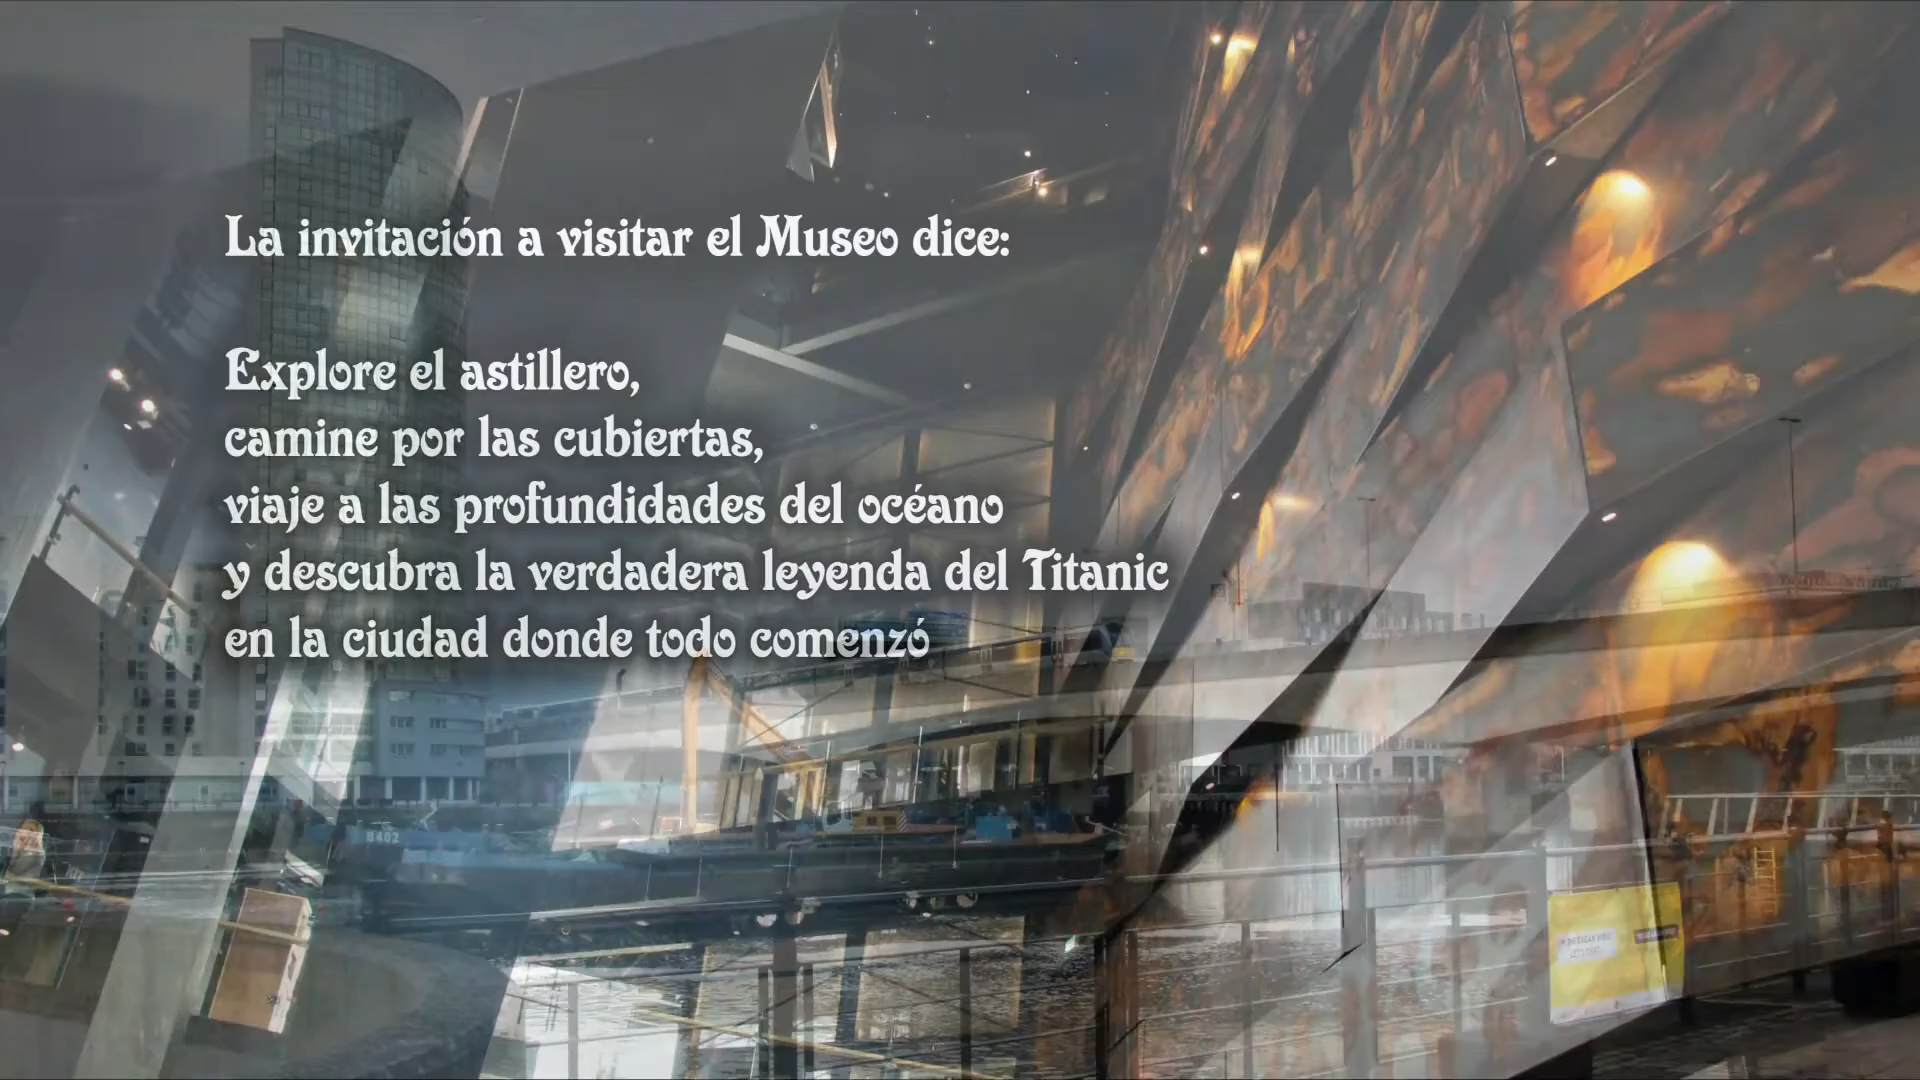 La invitación a visitar el Museo dice:
Explore el astillero,
camine por las cubiertas,
viaje a las profundidades del océano
y descubra la verdadera leyenda del Titanic
en la ciudad donde todo comenzó
8402